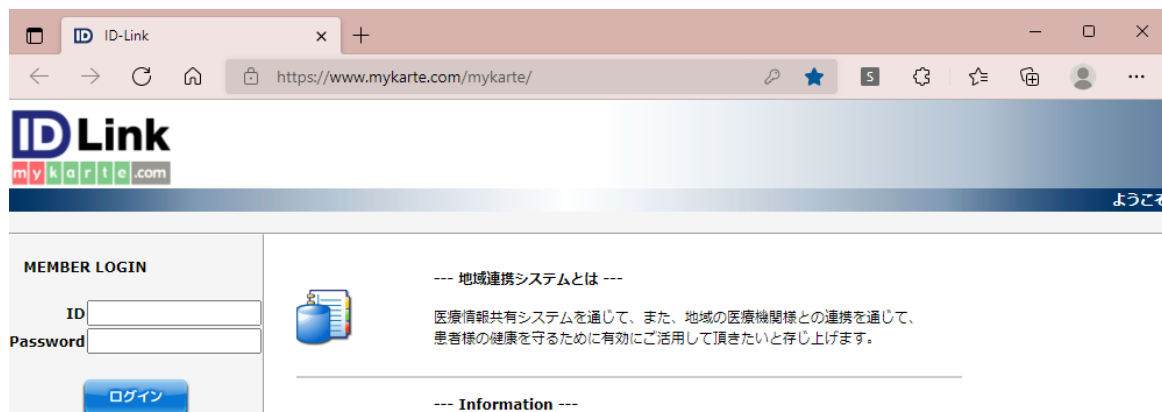 ID-Link
https://www.mykarte.com/mykarte/
S
ID Link
mykarte.com
ようこそ
MEMBER LOGIN
ID
Password
ログイン
--- 地域連携システムとは ---
医療情報共有システムを通じて、また、地域の医療機関様との連携を通じて、
患者様の健康を守るために有効にご活用して頂きたいと存じ上げます。
--- Information ---